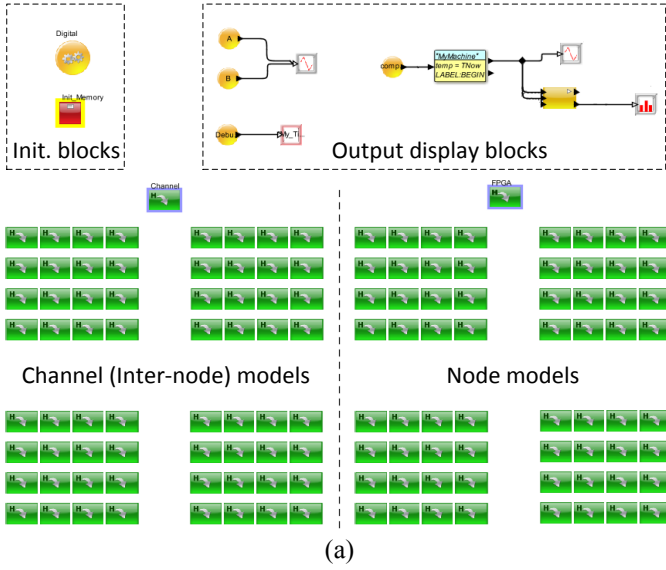 Digital
Init_Memory
Init. blocks
A
B
Debu
My_Ti...
comp
"MyMachine"
temp = TNow
LABEL:BEGIN
Output display blocks
Channel
FPGA
H H H H H H H H H H H H H H H H
H H H H H H H H H H H H H H H H
H H H H H H H H H H H H H H H H
H H H H H H H H H H H H H H H H
Channel (Inter-node) models
Node models
H H H H H H H H H H H H H H H H
H H H H H H H H H H H H H H H H
H H H H H H H H H H H H H H H H
H H H H H H H H H H H H H H H H
(a)